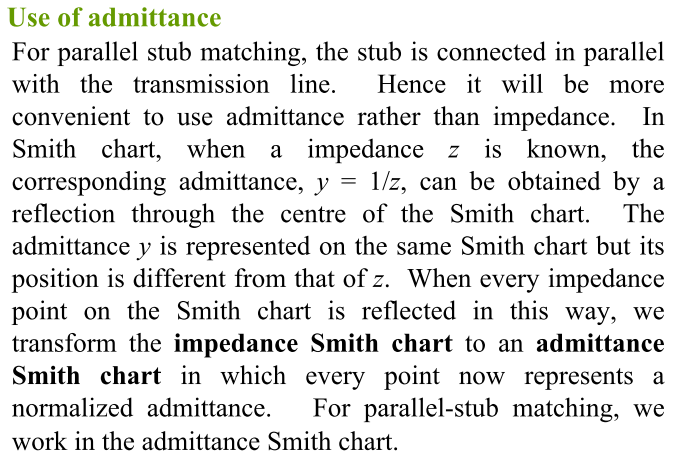 Use of admittance
For parallel stub matching, the stub is connected in parallel
with the transmission line. Hence it will be more
convenient to use admittance rather than impedance. In
Smith chart, when a impedance z is known, the
corresponding admittance, y = 1/z, can be obtained by a
reflection through the centre of the Smith chart. The
admittance y is represented on the same Smith chart but its
position is different from that of z. When every impedance
point on the Smith chart is reflected in this way, we
transform the impedance Smith chart to an admittance
Smith chart in which every point now represents a
normalized admittance. For parallel-stub matching, we
work in the admittance Smith chart.